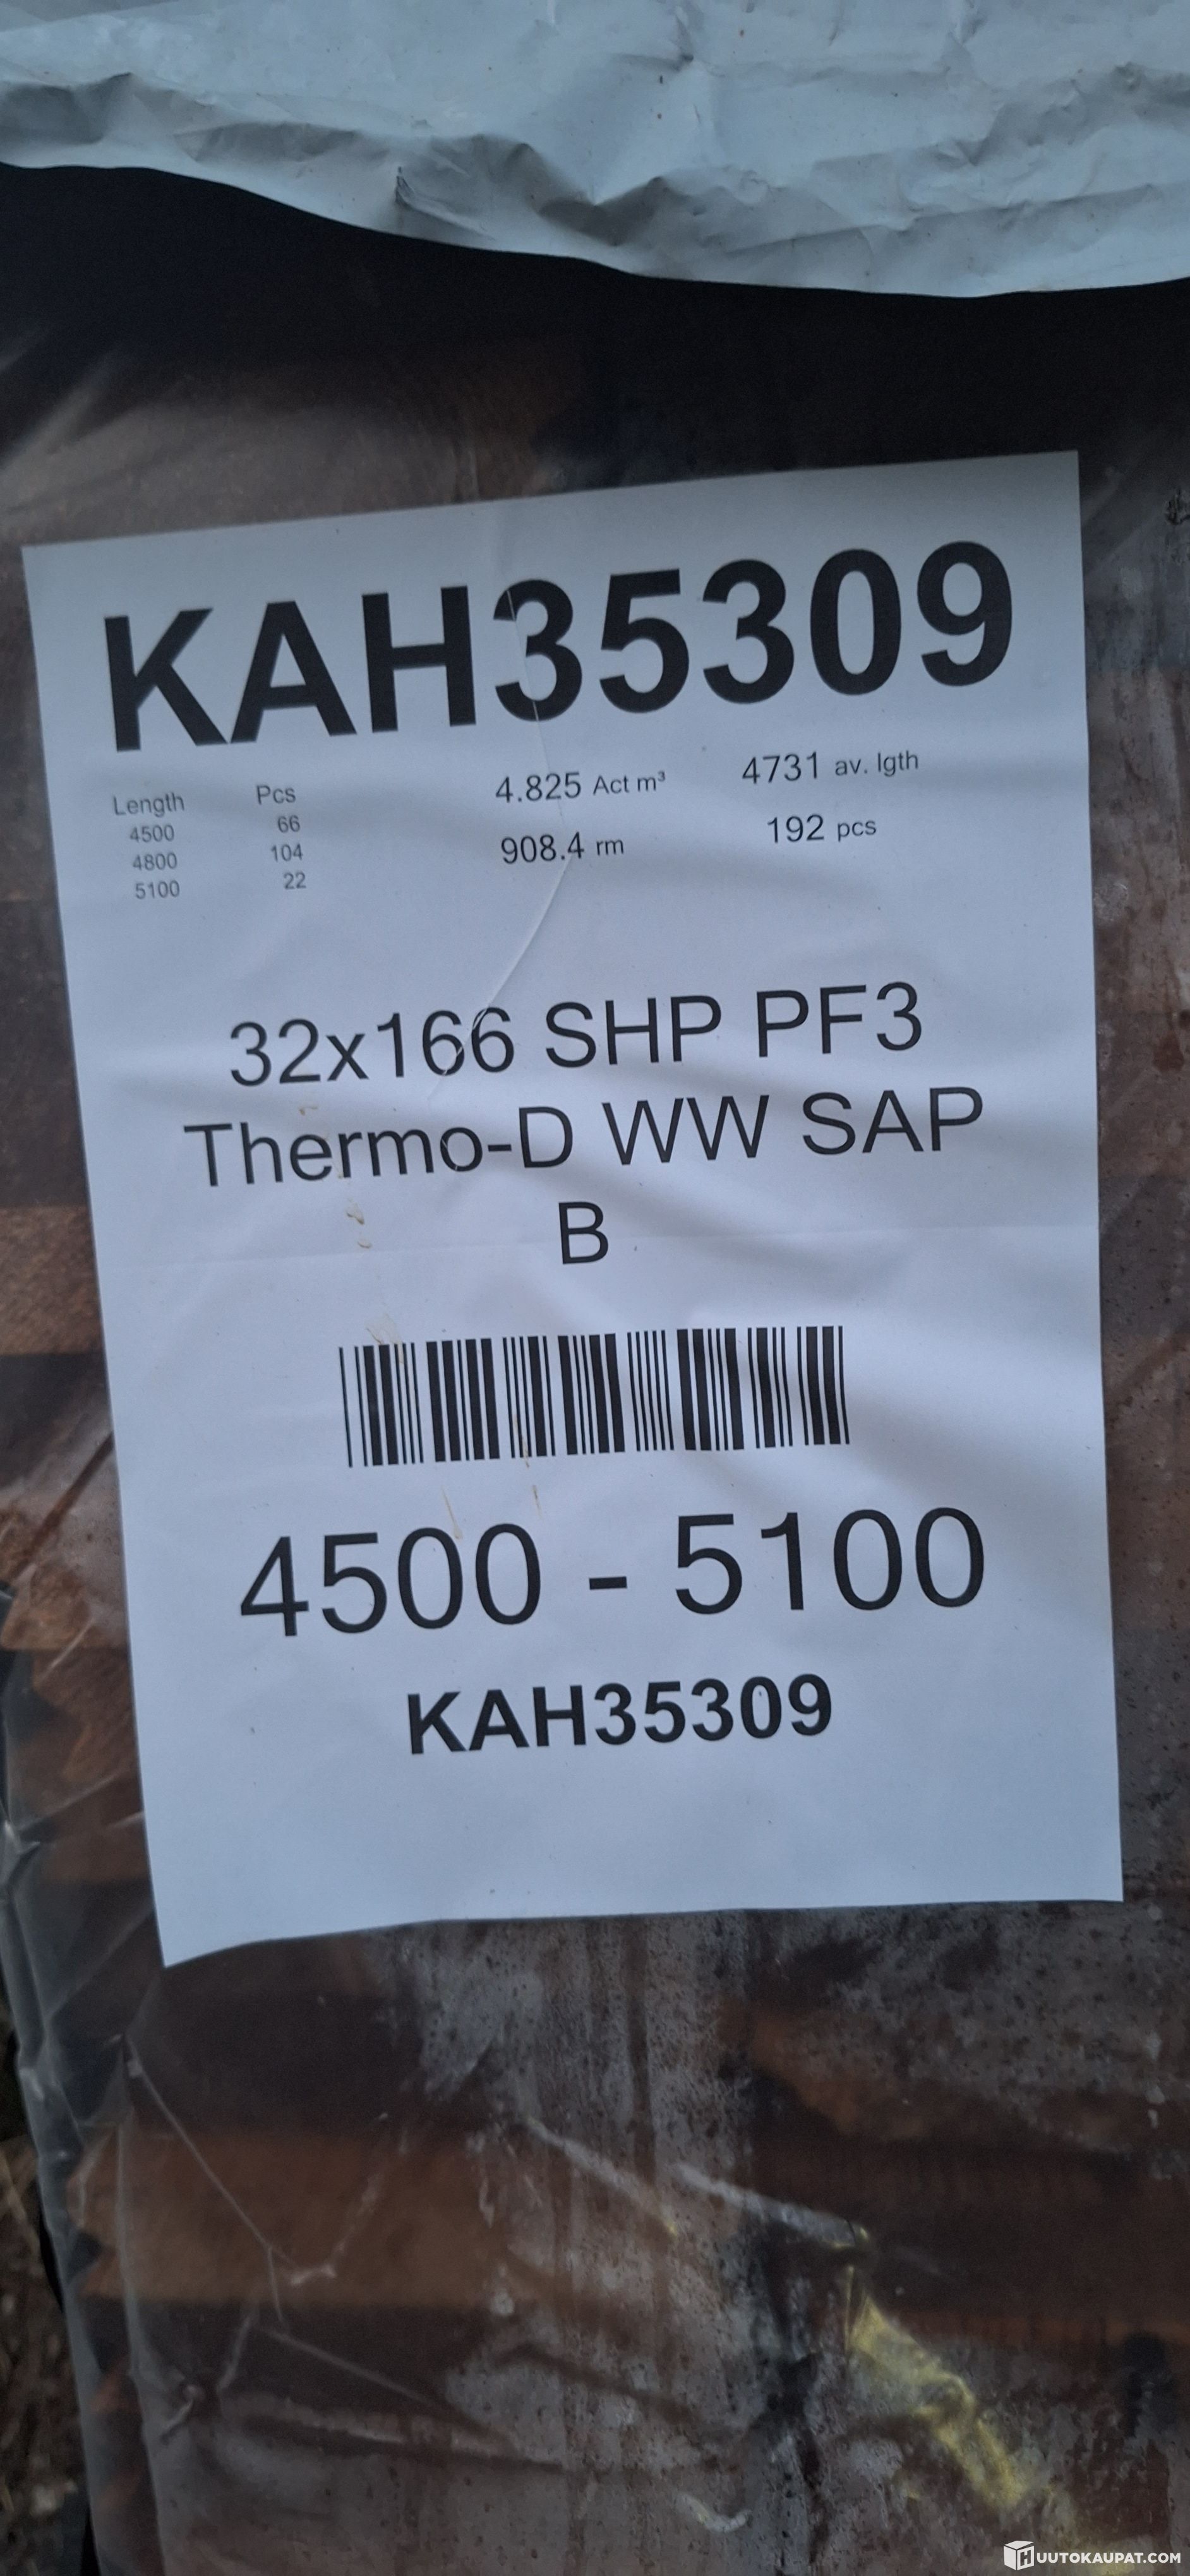 KAH35309
Length Pcs 4.825 Act m³ 4731 av. lgth
4500 66 908.4 rm 192 pcs
4800 104
5100 22
32x166 SHP PF3
Thermo-D WW SAP
B
4500 - 5100
KAH35309
HUUTOKAUPAT.COM